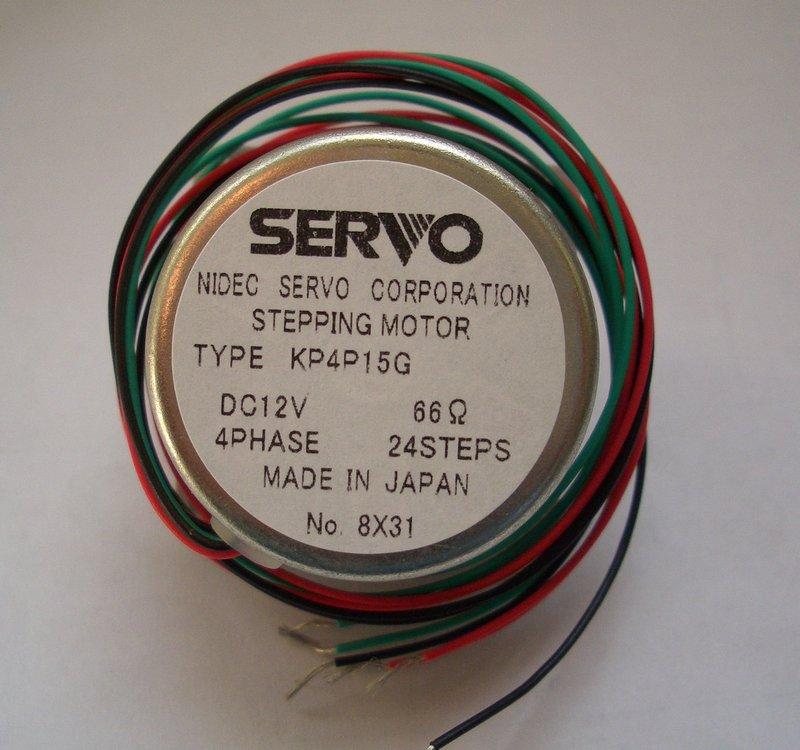 SERVO
NIDEC SERVO CORPORATION
STEPPING MOTOR
TYPE KP4P15G
DC12V 66Ω
4PHASE 24STEPS
MADE IN JAPAN
No. 8X31